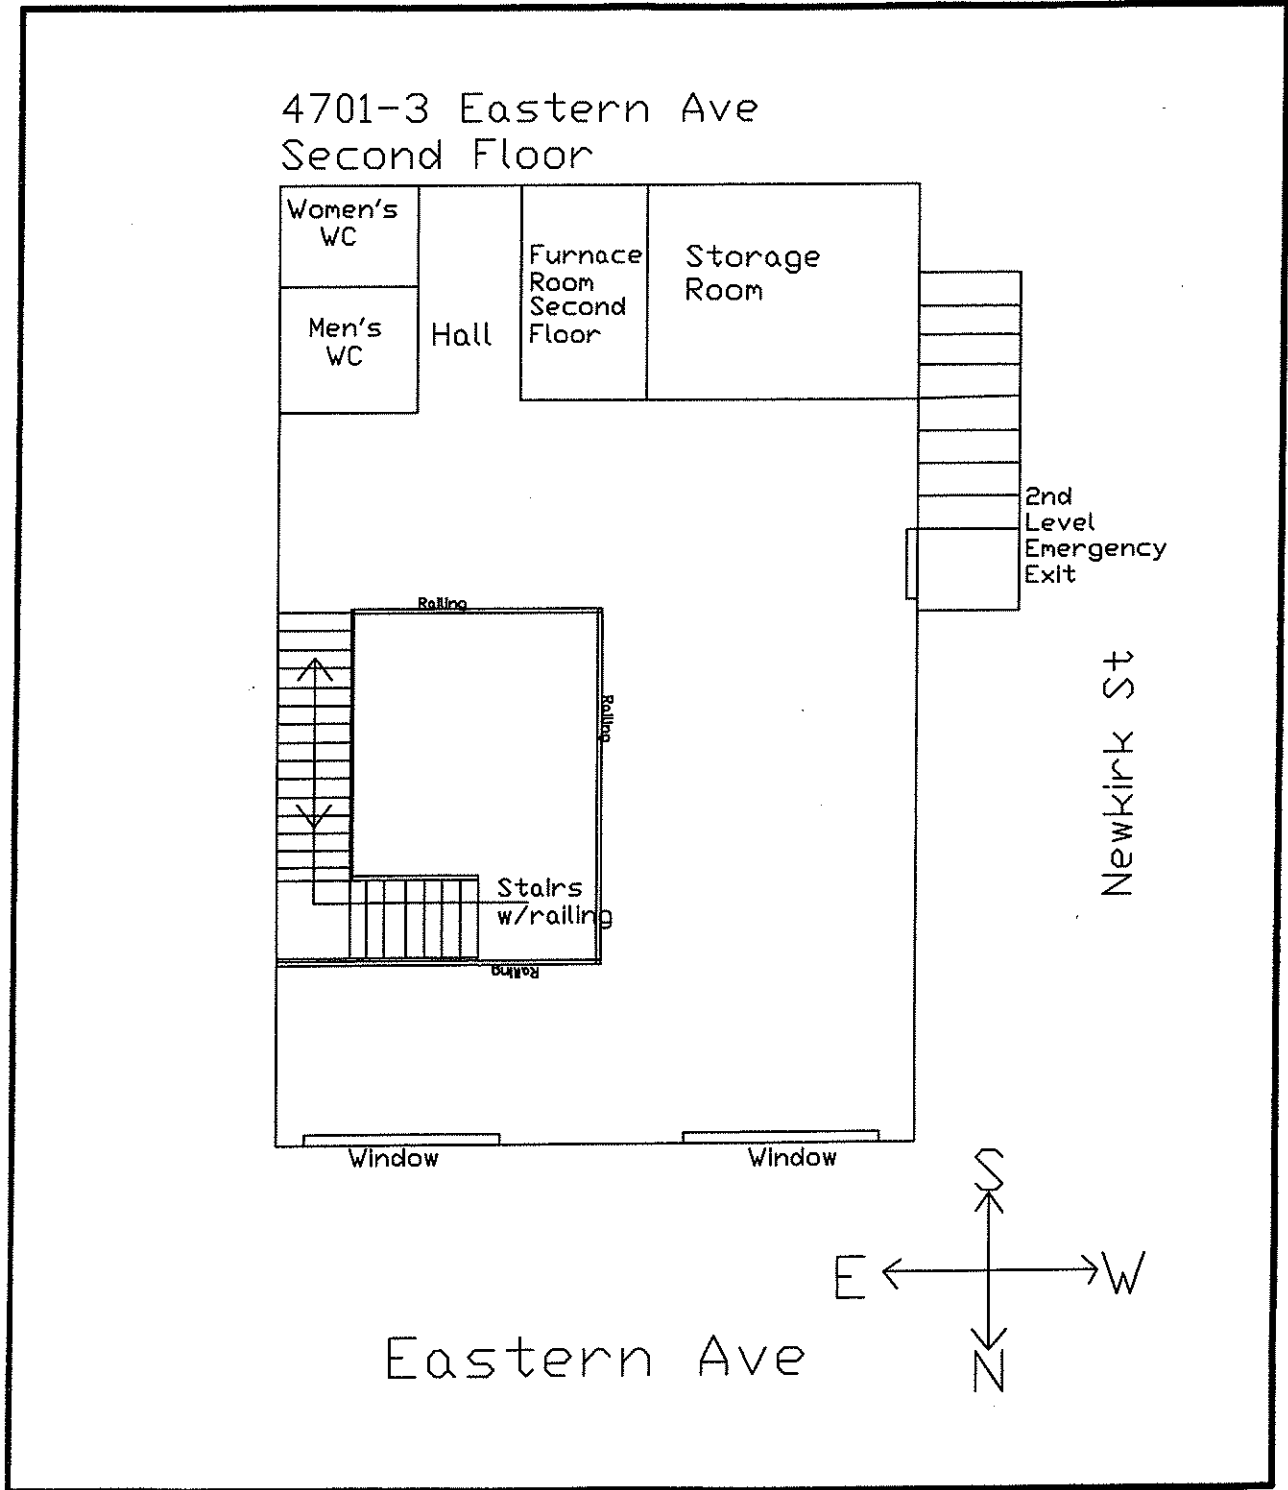 4701-3 Eastern Ave
Second Floor
Women's
WC
Men's
WC
Hall
Furnace
Room
Second
Floor
Storage
Room
2nd
Level
Emergency
Exit
Railing
Railing
Stairs
w/railing
Railing
Newkirk St
Window
Window
S
E
W
N
Eastern Ave